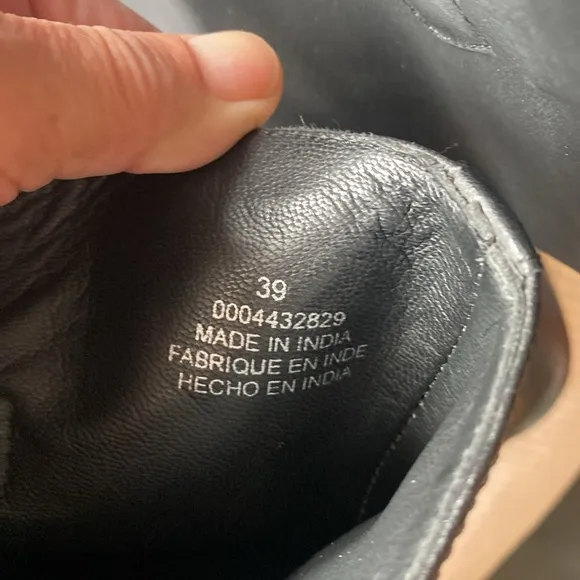 39
0004432829
MADE IN INDIA
FABRIQUE EN INDE
HECHO EN INDIA